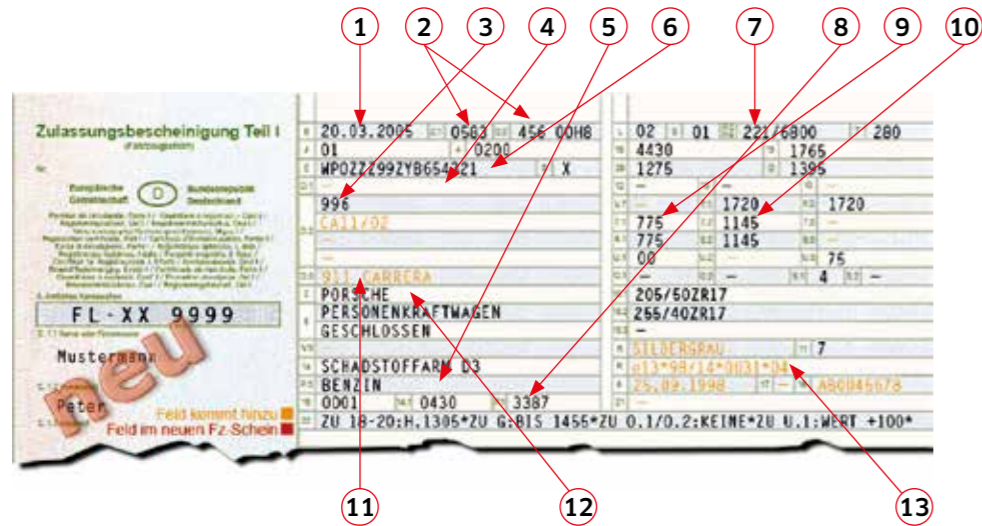 1 2 3 4 5 6 7 8 9 10
Zulassungsbescheinigung Teil I
(Fahrzeugschein)
Nr.
Europäische Gemeinschaft D Bundesrepublik Deutschland
FL-XX 9999
Mustermann
Peter
neu
Feld kommt hinzu
Feld im neuen Fz-Schein
20.03.2005 0583 456 00H8
01 0200
WP0ZZZ99ZYB654321 X
-
996
CA11/02
-
911 CARRERA
PORSCHE
PERSONENKRAFTWAGEN
GESCHLOSSEN
SCHADSTOFFARM D3
BENZIN
0001 0430 3387
02 01 221/6800 280
4430 1765
1275 1395
- - -
- 1720 1720
775 1145 -
775 1145 -
00 - 75
- - 4 -
205/50ZR17
255/40ZR17
-
SILBERGRAU 7
e13*98/14*0031*04
25.09.1998 - AB0045678
-
ZU 18-20:H.1305*ZU G:BIS 1455*ZU O.1/O.2:KEINE*ZU U.1:WERT +100*
11 12 13